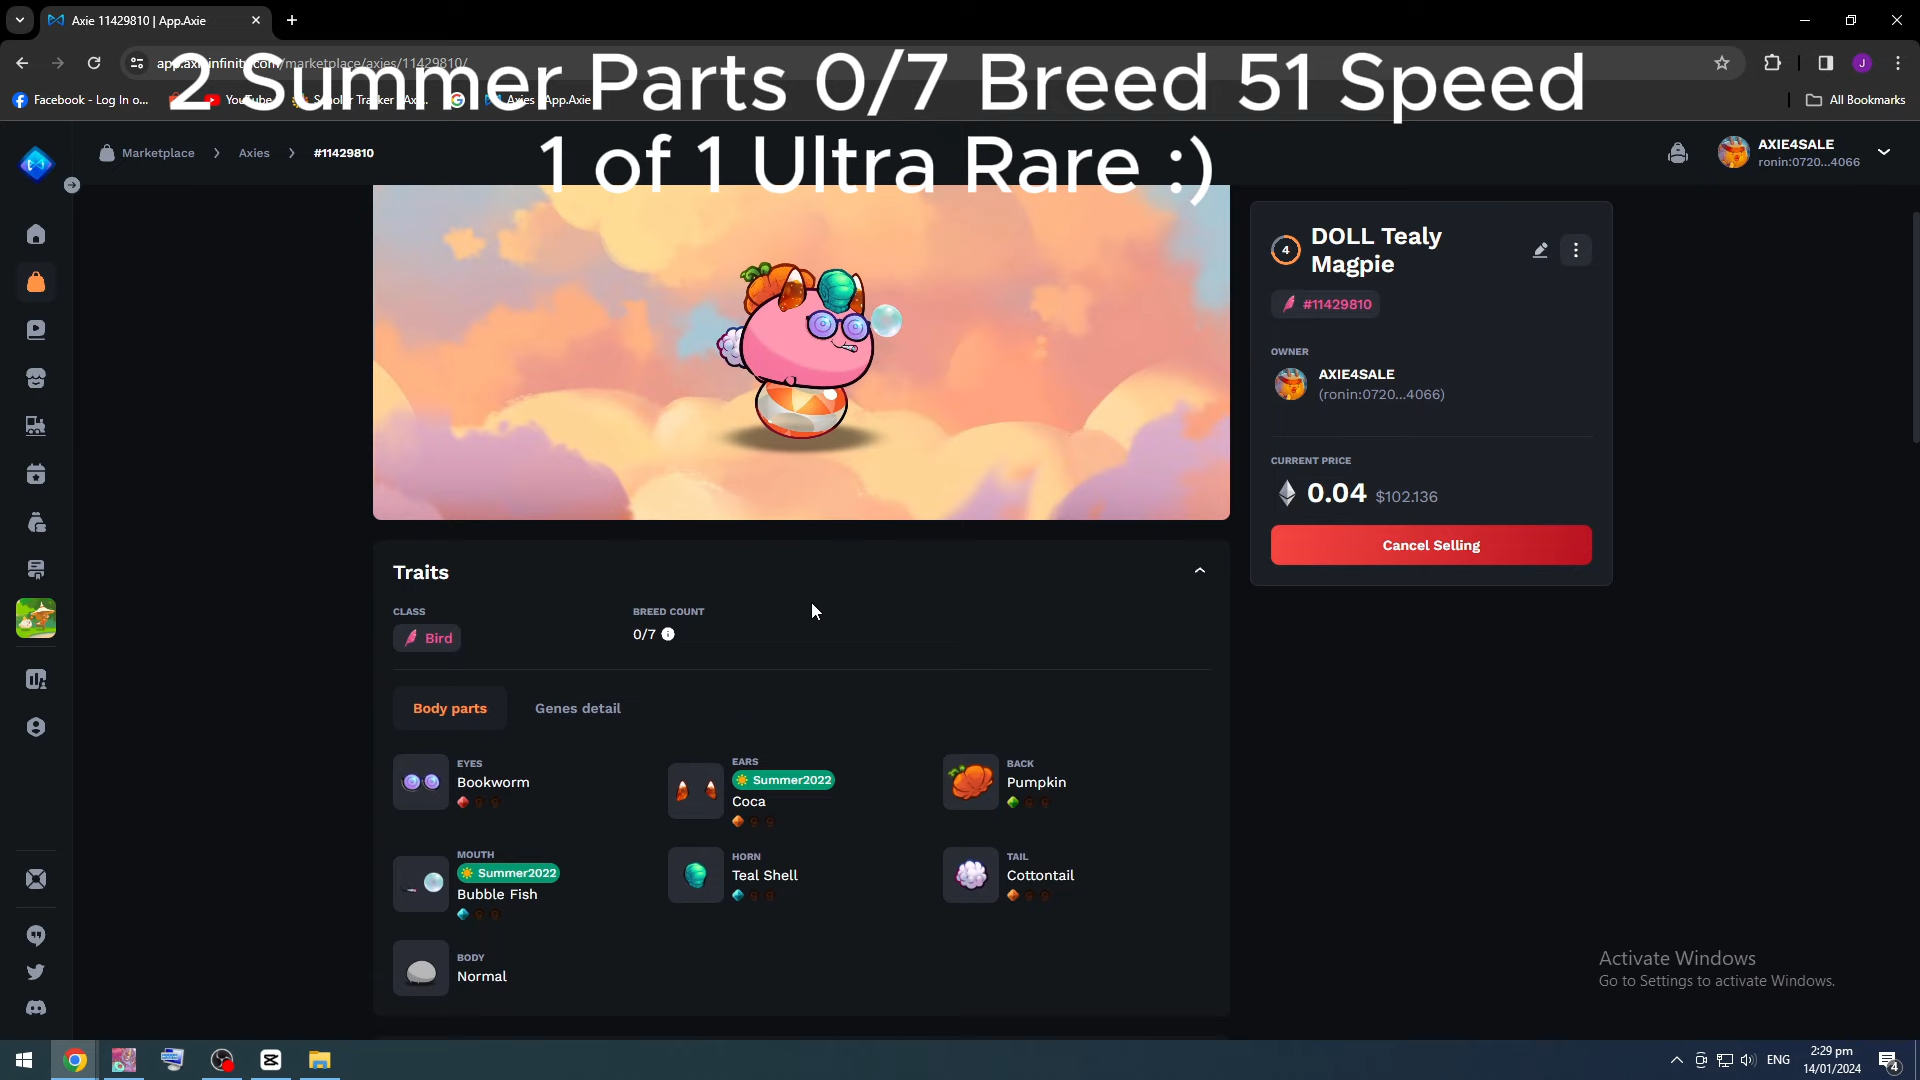 Axie 11429810 | App.Axie
2 Summer Parts 0/7 Breed 51 Speed
1 of 1 Ultra Rare :)
Facebook - Log In o...
YouTube
Scholar Tracker
Axies App.Axie
All Bookmarks
Marketplace
Axies
#11429810
AXIE4SALE
ronin:0720...4066
DOLL Tealy
Magpie
4
#11429810
OWNER
AXIE4SALE
(ronin:0720...4066)
CURRENT PRICE
0.04 $102.136
Cancel Selling
Traits
CLASS
Bird
BREED COUNT
0/7
Body parts
Genes detail
EYES
Bookworm
EARS
Summer2022
Coca
BACK
Pumpkin
MOUTH
Summer2022
Bubble Fish
HORN
Teal Shell
TAIL
Cottontail
BODY
Normal
Activate Windows
Go to Settings to activate Windows.
ENG
2:29 pm
14/01/2024
4